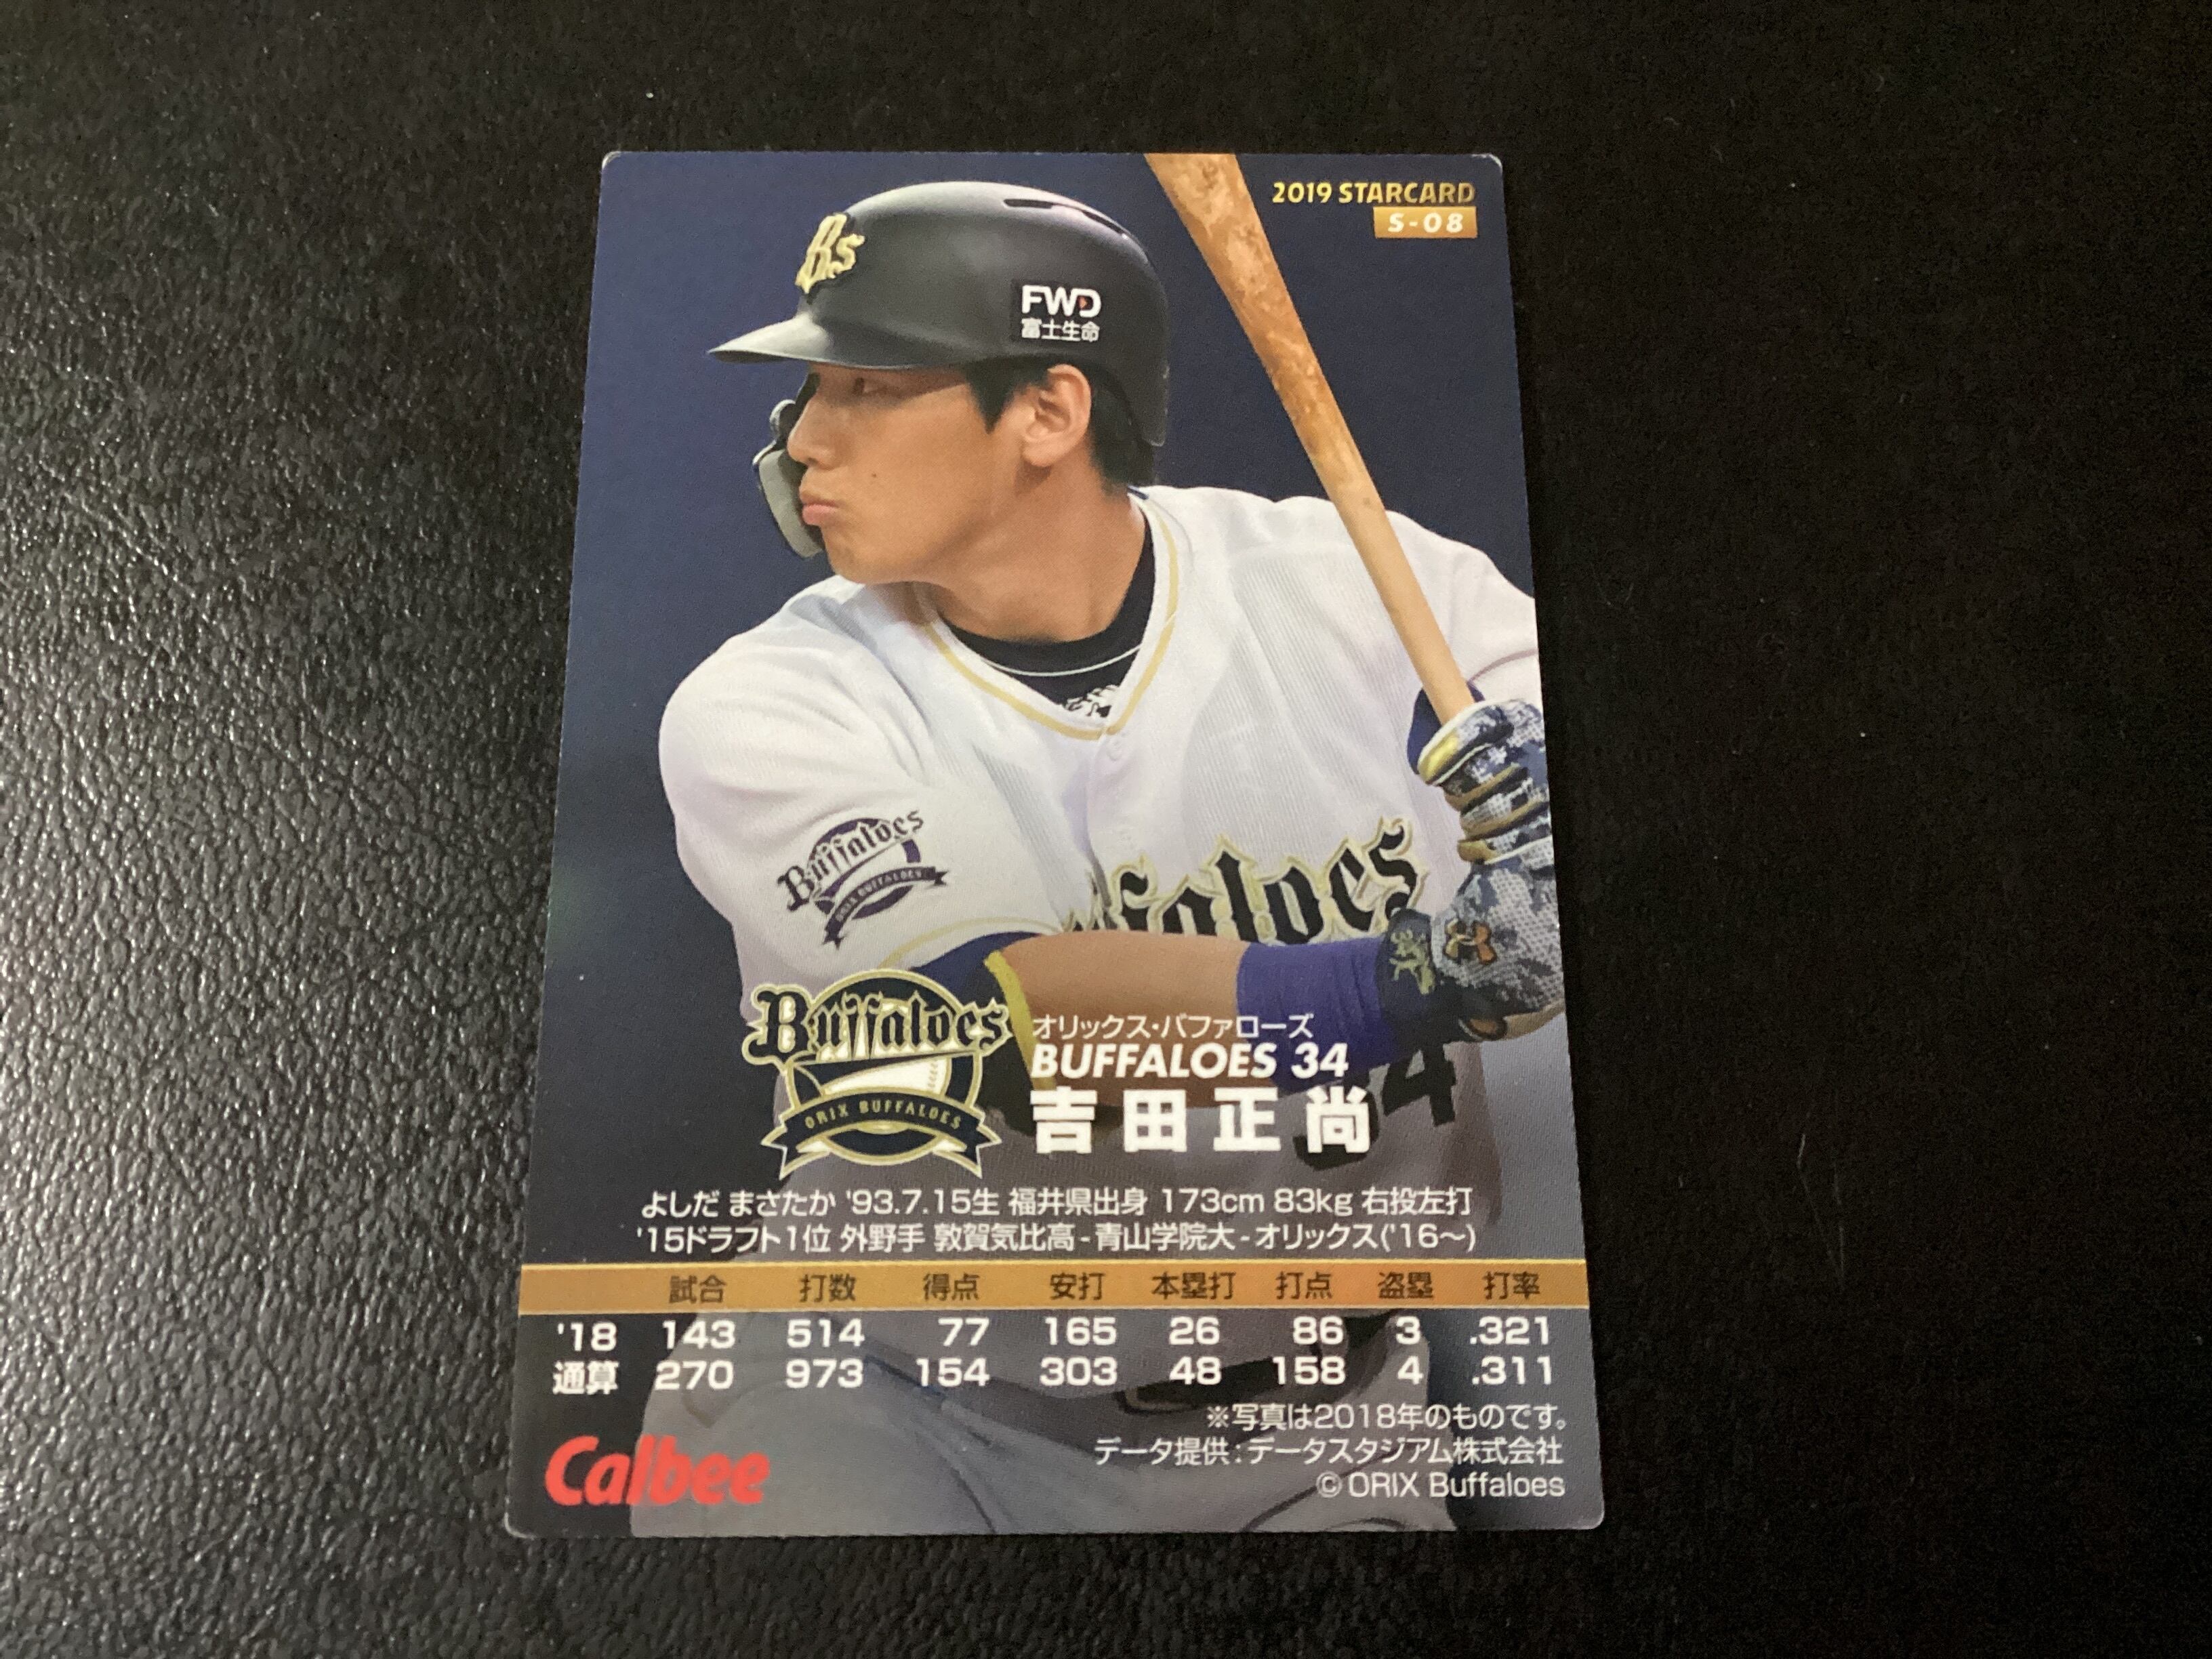 2019 STARCARD
S-08
Bs
FWD
富士生命
Buffaloes
ORIX BUFFALOES
ffaloes
34
Buffaloes
ORIX BUFFALOES
オリックス・バファローズ
BUFFALOES 34
吉田正尚
よしだ まさたか '93.7.15生 福井県出身 173cm 83kg 右投左打
'15ドラフト1位 外野手 敦賀気比高-青山学院大-オリックス('16〜)
試合 打数 得点 安打 本塁打 打点 盗塁 打率
'18 143 514 77 165 26 86 3 .321
通算 270 973 154 303 48 158 4 .311
※写真は2018年のものです。
データ提供:データスタジアム株式会社
© ORIX Buffaloes
Calbee